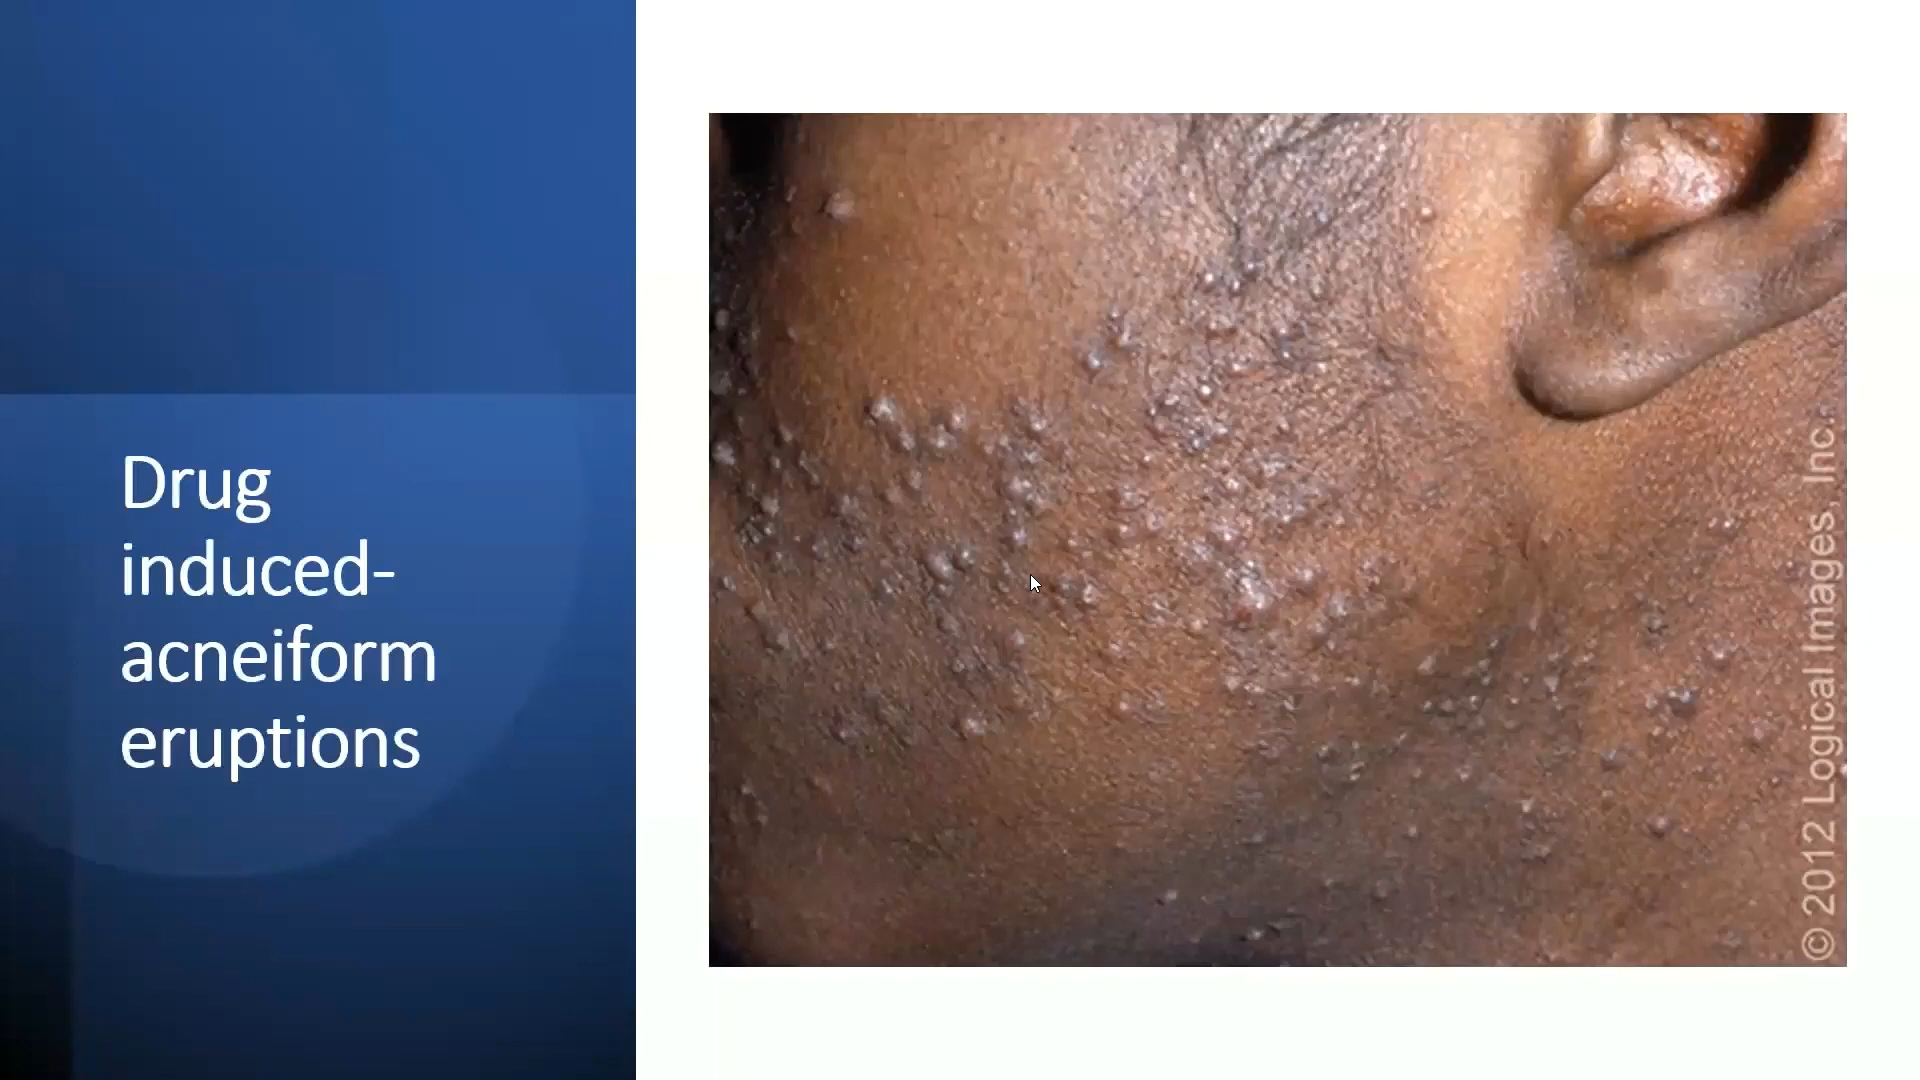 Drug
induced-
acneiform
eruptions
© 2012 Logical Images, Inc.